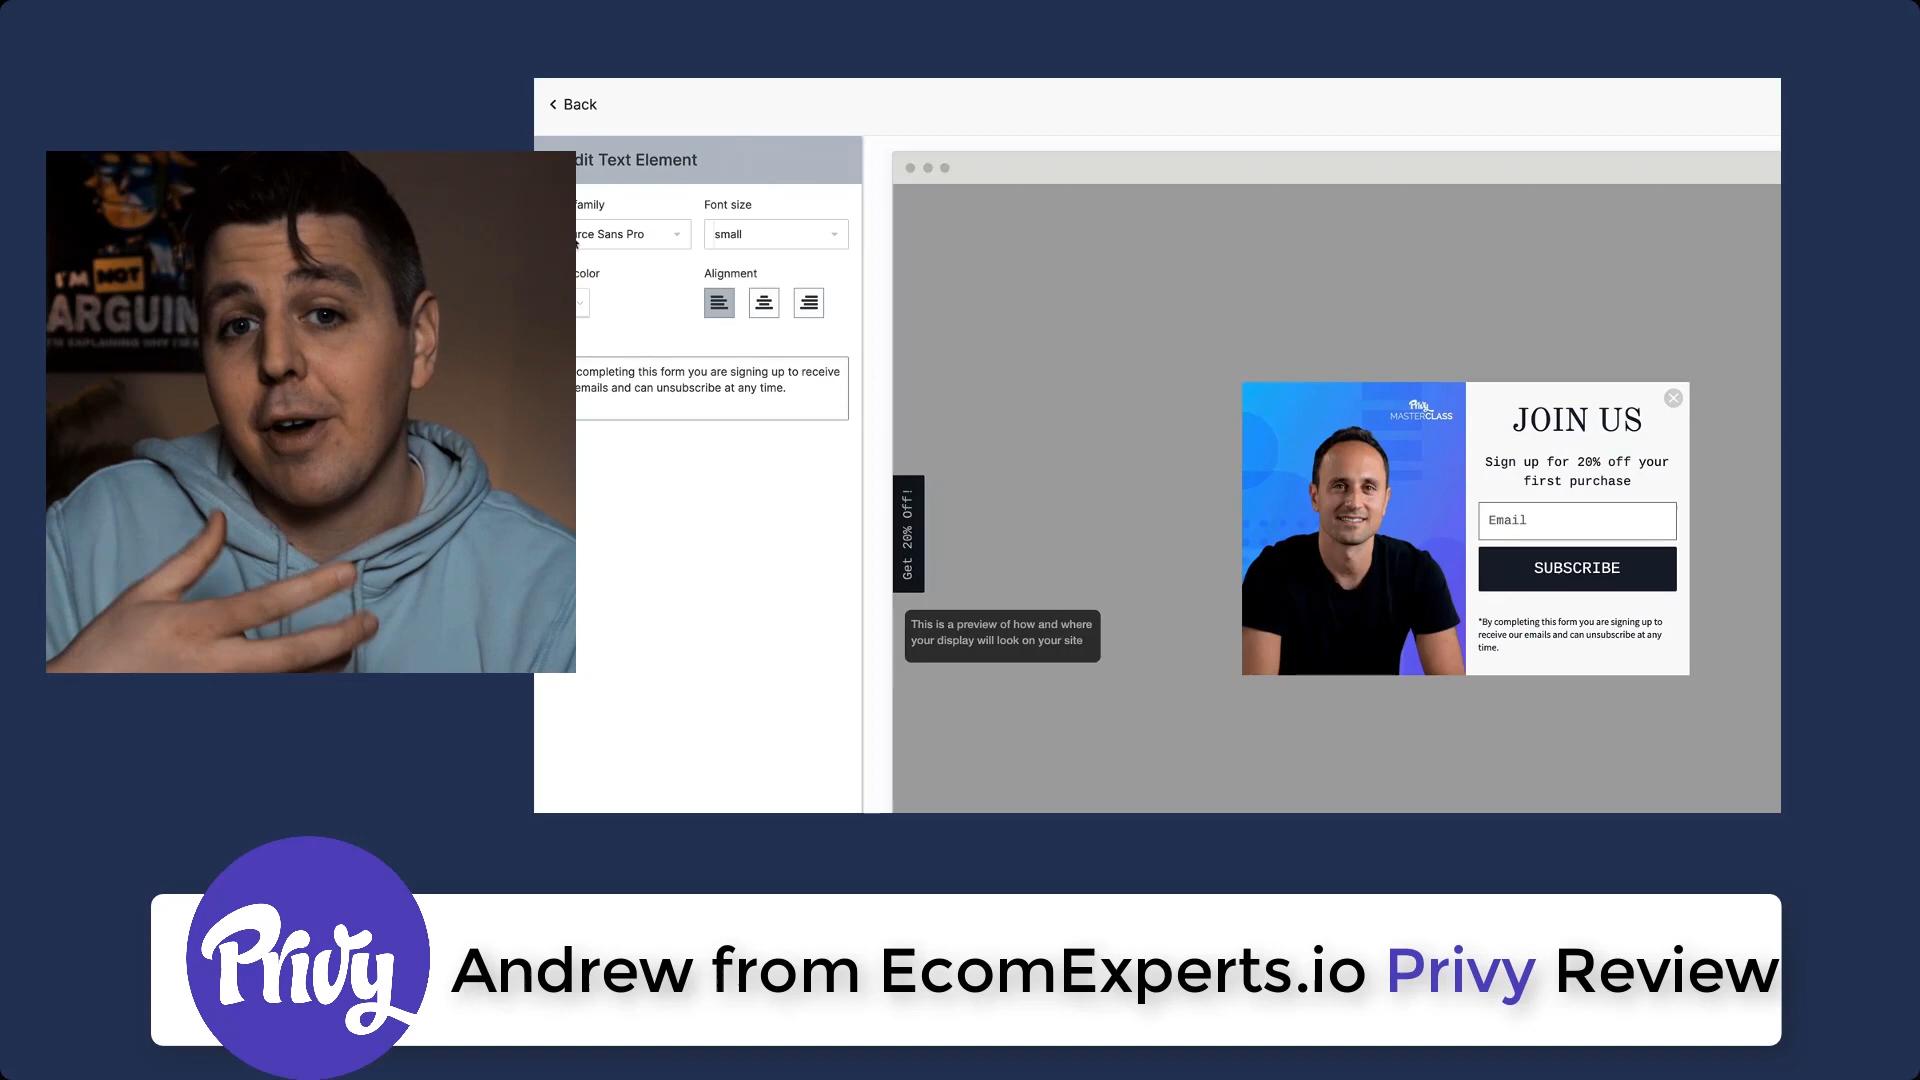 Back
dit Text Element
family
Font size
rce Sans Pro
small
color
Alignment
completing this form you are signing up to receive
emails and can unsubscribe at any time.
I'M NOT
ARGUIN
Privy
MASTERCLASS
JOIN US
Sign up for 20% off your
first purchase
Email
SUBSCRIBE
*By completing this form you are signing up to
receive our emails and can unsubscribe at any
time.
Get 20% Off!
This is a preview of how and where
your display will look on your site
Privy
Andrew from EcomExperts.io Privy Review